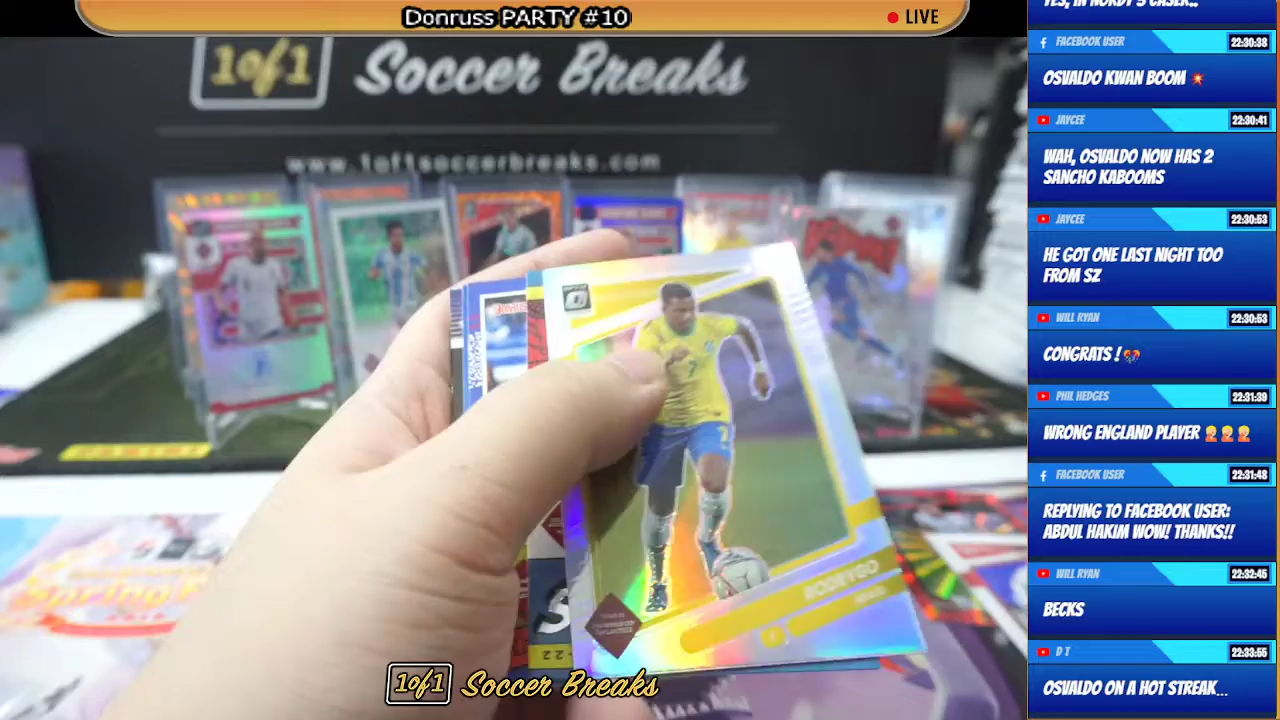 Donruss PARTY #10
LIVE
1of1 Soccer Breaks
www.1of1soccerbreaks.com
RODRYGO
1of1 Soccer Breaks
YES, IN NORDY'S CASER..
FACEBOOK USER 22:30:38
OSVALDO KWAN BOOM 💥
JAYCEE 22:30:41
WAH, OSVALDO NOW HAS 2
SANCHO KABOOMS
JAYCEE 22:30:53
HE GOT ONE LAST NIGHT TOO
FROM SZ
WILL RYAN 22:30:53
CONGRATS !
PHIL HEDGES 22:31:39
WRONG ENGLAND PLAYER
FACEBOOK USER 22:31:48
REPLYING TO FACEBOOK USER:
ABDUL HAKIM WOW! THANKS!!
WILL RYAN 22:32:45
BECKS
D T 22:33:55
OSVALDO ON A HOT STREAK...